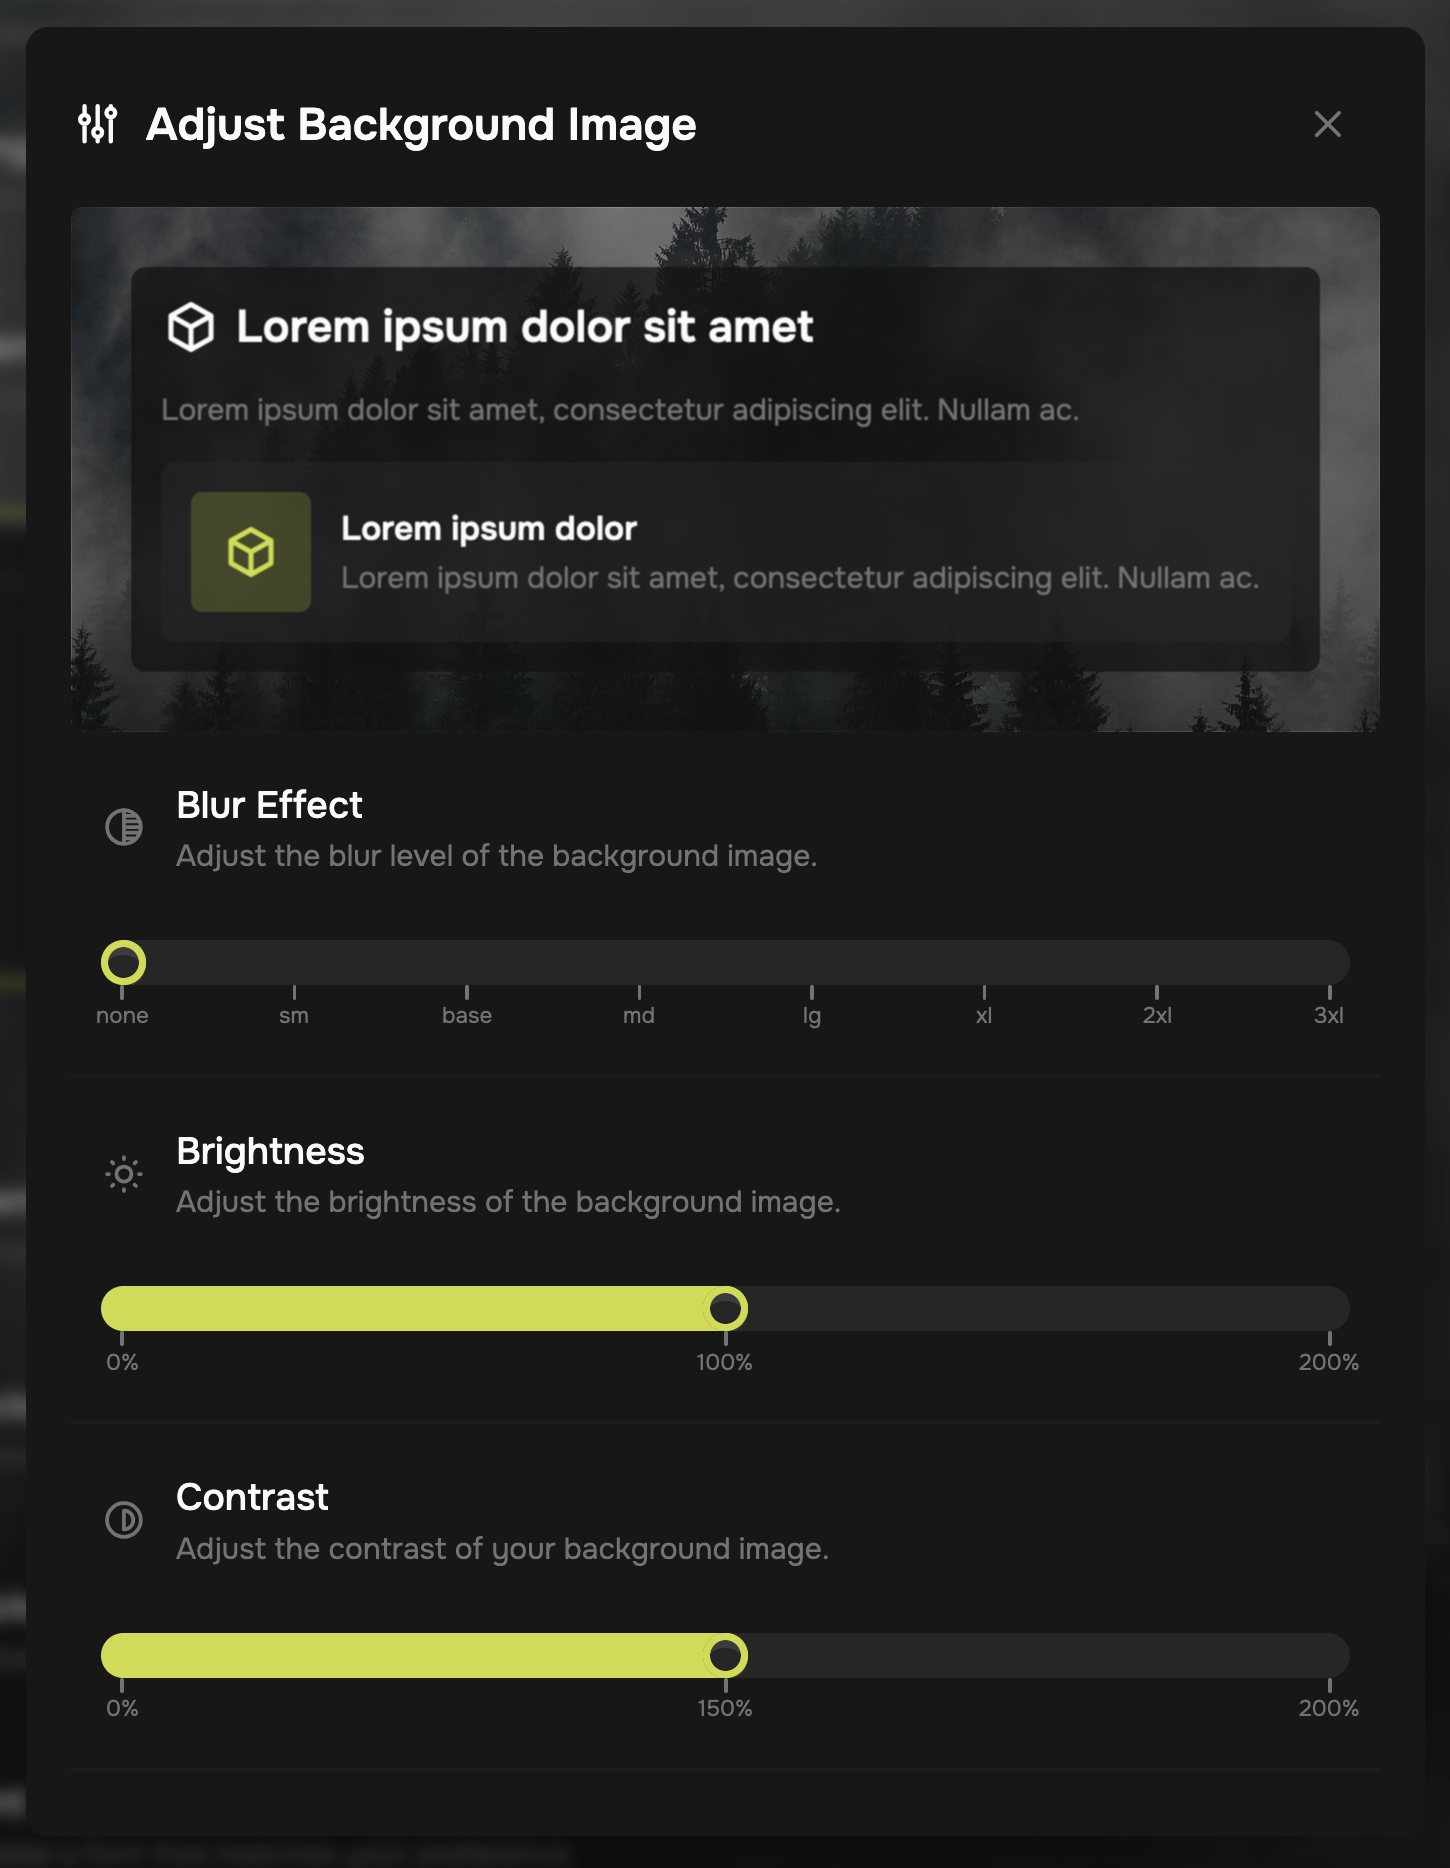 Adjust Background Image
Lorem ipsum dolor sit amet
Lorem ipsum dolor sit amet, consectetur adipiscing elit. Nullam ac.
Lorem ipsum dolor
Lorem ipsum dolor sit amet, consectetur adipiscing elit. Nullam ac.
Blur Effect
Adjust the blur level of the background image.
none sm base md lg xl 2xl 3xl
Brightness
Adjust the brightness of the background image.
0% 100% 200%
Contrast
Adjust the contrast of your background image.
0% 150% 200%